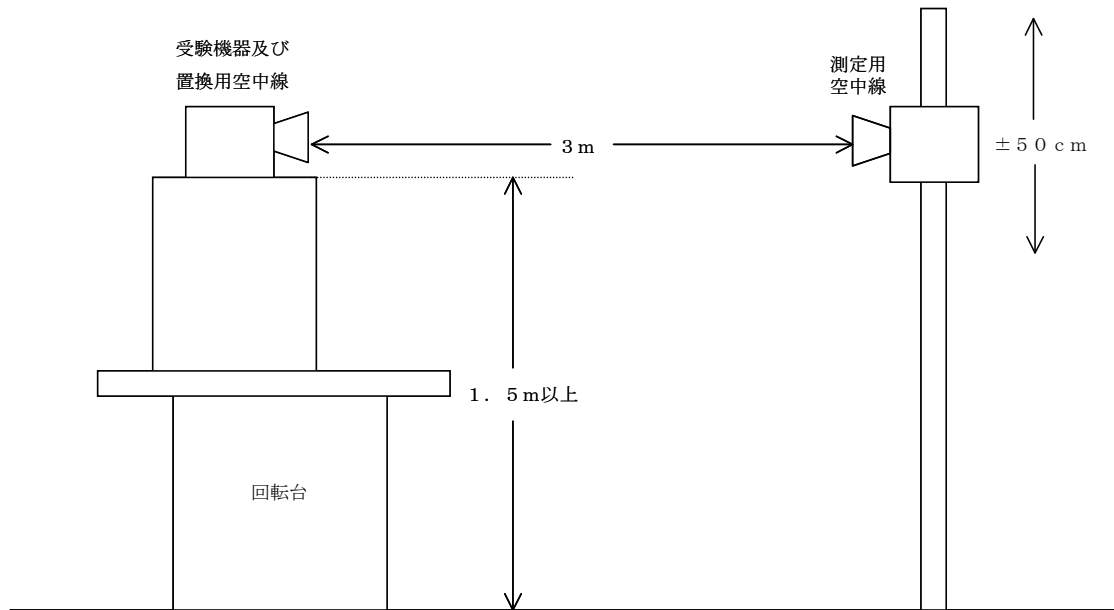 受験機器及び
置換用空中線
測定用
空中線
3m
±50cm
1.5m以上
回転台